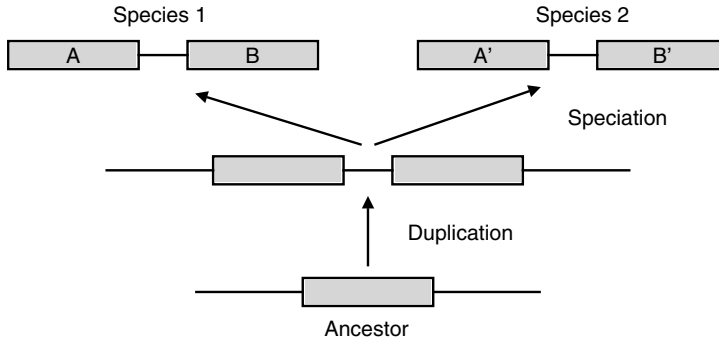 Species 1
Species 2
A
B
A'
B'
Speciation
Duplication
Ancestor